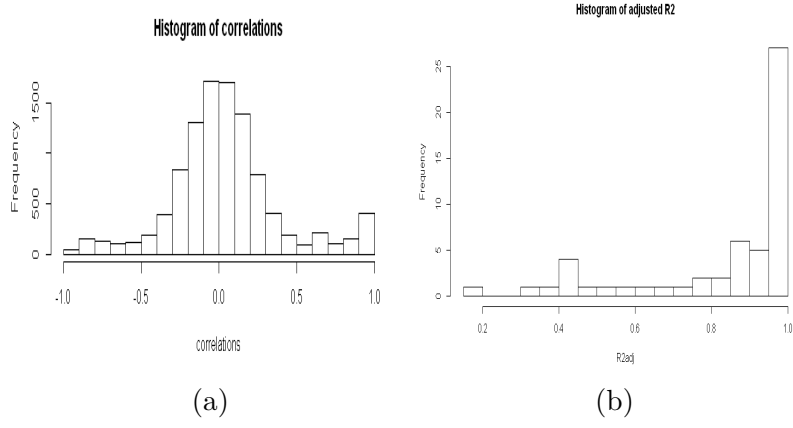 Histogram of correlations
Frequency
0 500 1500
-1.0 -0.5 0.0 0.5 1.0
correlations
(a)
Histogram of adjusted R2
Frequency
0 5 10 15 20 25
0.2 0.4 0.6 0.8 1.0
R2adj
(b)